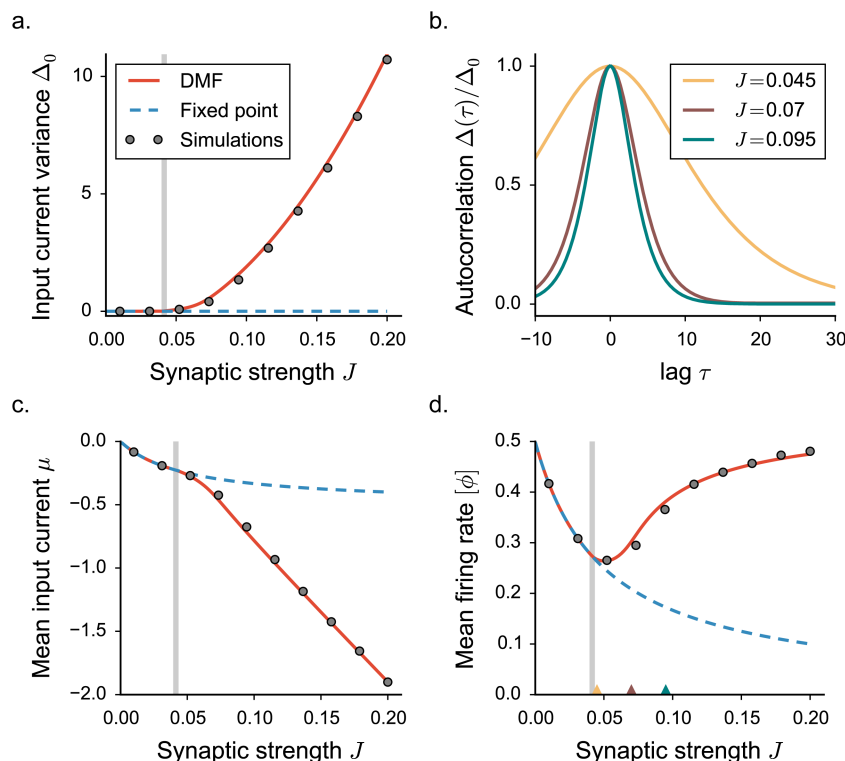 a.
Input current variance Δ₀
10
5
0
DMF
Fixed point
Simulations
0.00 0.05 0.10 0.15 0.20
Synaptic strength J
b.
Autocorrelation Δ(τ)/Δ₀
1.0
0.5
0.0
J=0.045
J=0.07
J=0.095
−10 0 10 20 30
lag τ
c.
Mean input current μ
0.0
−0.5
−1.0
−1.5
−2.0
0.00 0.05 0.10 0.15 0.20
Synaptic strength J
d.
Mean firing rate [ϕ]
0.5
0.4
0.3
0.2
0.1
0.0
0.00 0.05 0.10 0.15 0.20
Synaptic strength J